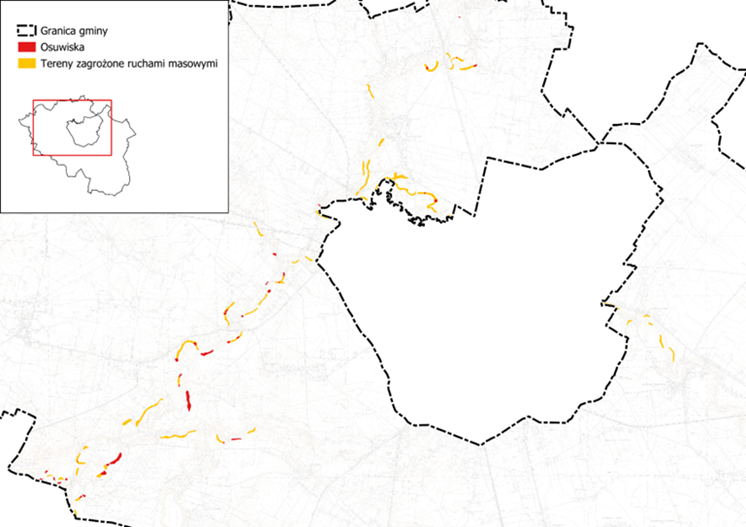 Granica gminy
Osuwiska
Tereny zagrożone ruchami masowymi